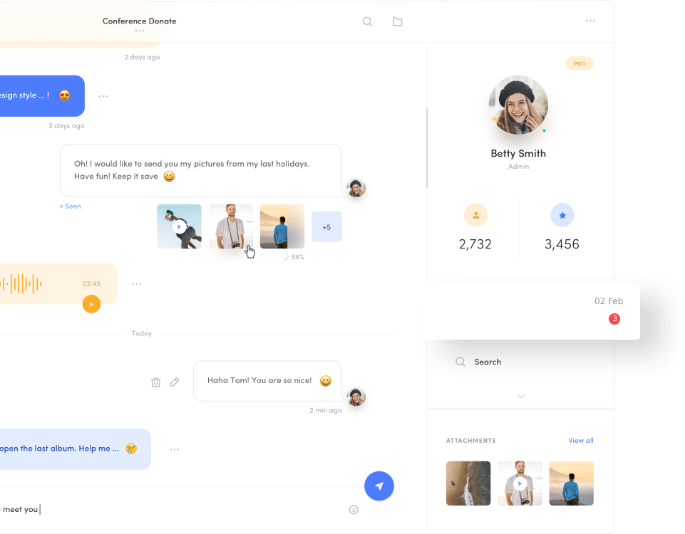 Conference Donate
2 days ago
PRO
esign style ... !
2 days ago
Oh! I would like to send you my pictures from my last holidays.
Have fun! Keep it save
Betty Smith
Admin
Seen
+5
2,732
3,456
56%
02:45
02 Feb
3
Today
Search
Haha Tom! You are so nice!
2 min ago
open the last album. Help me ...
ATTACHMENTS
View all
meet you